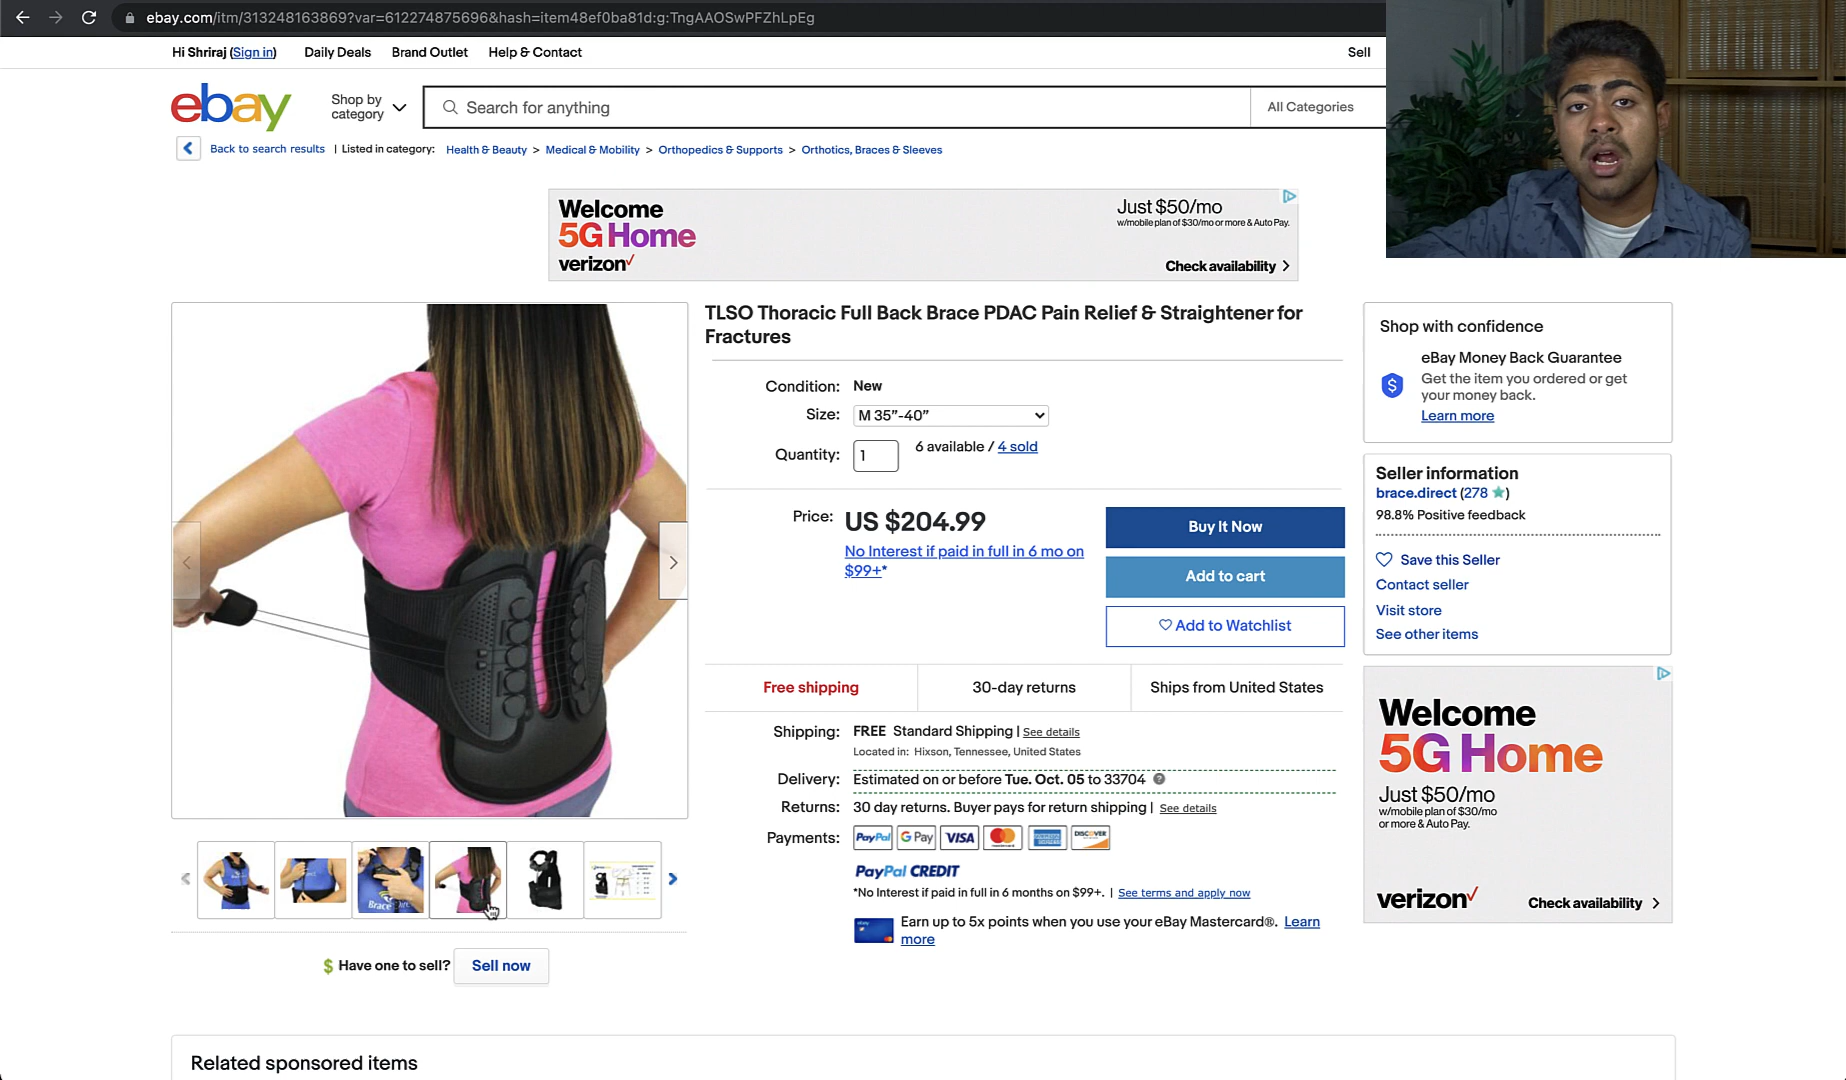 ebay.com/itm/313248163869?var=612274875696&hash=item48ef0ba81d:g:TngAAOSwPFZhLpEg
Hi Shriraj (Sign in)
Daily Deals
Brand Outlet
Help & Contact
Sell
ebay
Shop by
category
Search for anything
All Categories
Back to search results
| Listed in category:
Health & Beauty > Medical & Mobility > Orthopedics & Supports > Orthotics, Braces & Sleeves
Welcome
5G Home
verizon
Just $50/mo
w/mobile plan of $30/mo or more & Auto Pay.
Check availability
TLSO Thoracic Full Back Brace PDAC Pain Relief & Straightener for
Fractures
Condition: New
Size: M 35”-40”
Quantity: 1
6 available / 4 sold
Price: US $204.99
No Interest if paid in full in 6 mo on
$99+*
Buy It Now
Add to cart
Add to Watchlist
Free shipping
30-day returns
Ships from United States
Shipping: FREE Standard Shipping | See details
Located in: Hixson, Tennessee, United States
Delivery: Estimated on or before Tue. Oct. 05 to 33704
Returns: 30 day returns. Buyer pays for return shipping | See details
Payments: PayPal G Pay VISA DISCOVER
PayPal CREDIT
*No Interest if paid in full in 6 months on $99+. | See terms and apply now
Earn up to 5x points when you use your eBay Mastercard®. Learn
more
Shop with confidence
eBay Money Back Guarantee
Get the item you ordered or get
your money back.
Learn more
Seller information
brace.direct (278)
98.8% Positive feedback
Save this Seller
Contact seller
Visit store
See other items
Welcome
5G Home
Just $50/mo
w/mobile plan of $30/mo
or more & Auto Pay.
verizon
Check availability
$ Have one to sell? Sell now
Related sponsored items